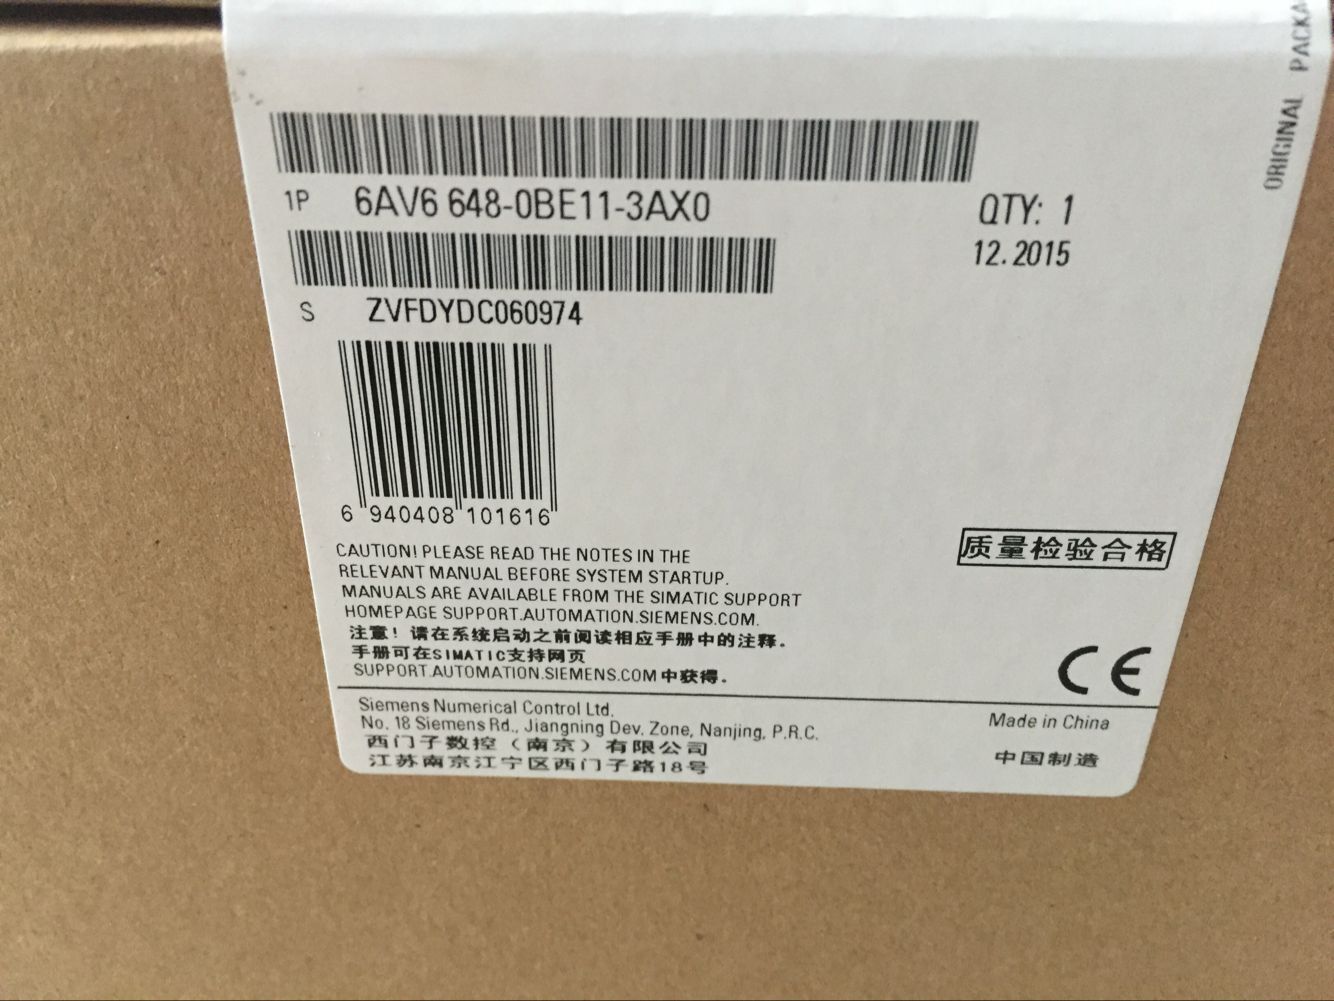 ORIGINAL PACKA
1P 6AV6 648-0BE11-3AX0
QTY: 1
12.2015
S ZVFDYDC060974
6 940408 101616
CAUTION! PLEASE READ THE NOTES IN THE
RELEVANT MANUAL BEFORE SYSTEM STARTUP.
MANUALS ARE AVAILABLE FROM THE SIMATIC SUPPORT
HOMEPAGE SUPPORT.AUTOMATION.SIEMENS.COM.
注意！请在系统启动之前阅读相应手册中的注释。
手册可在SIMATIC支持网页
SUPPORT.AUTOMATION.SIEMENS.COM 中获得。
质量检验合格
CE
Siemens Numerical Control Ltd,
No. 18 Siemens Rd., Jiangning Dev. Zone, Nanjing, P.R.C.
西门子数控（南京）有限公司
江苏南京江宁区西门子路18号
Made in China
中国制造